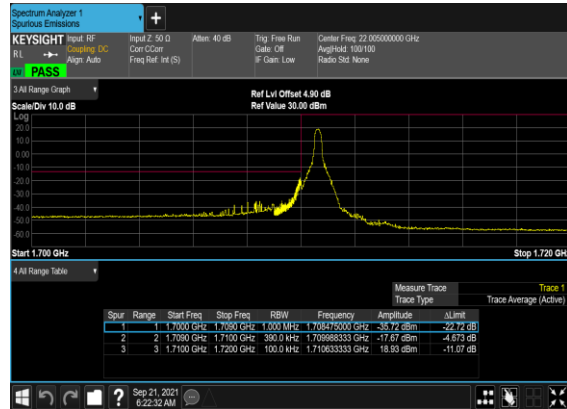 Spectrum Analyzer 1
Spurious Emissions
KEYSIGHT Input: RF Input Z: 50 Ω Atten: 40 dB Trig: Free Run Center Freq: 22.005000000 GHz
RL Coupling: DC Corr CCorr Gate: Off Avg|Hold: 100/100
Align: Auto Freq Ref: Int (S) IF Gain: Low Radio Std: None
LW PASS
3 All Range Graph
Ref Lvl Offset 4.90 dB
Scale/Div 10.0 dB Ref Value 30.00 dBm
Log
20.0
10.0
0.00
-10.0
-20.0
-30.0
-40.0
-50.0
-60.0
Start 1.700 GHz Stop 1.720 GH
4 All Range Table
Measure Trace Trace 1
Trace Type Trace Average (Active)
Spur Range Start Freq Stop Freq RBW Frequency Amplitude ΔLimit
1 1 1.7000 GHz 1.7090 GHz 1.000 MHz 1.708475000 GHz -35.72 dBm -22.72 dB
2 2 1.7090 GHz 1.7100 GHz 390.0 kHz 1.709988333 GHz -17.67 dBm -4.673 dB
3 3 1.7100 GHz 1.7200 GHz 100.0 kHz 1.710633333 GHz 18.93 dBm -11.07 dB
? Sep 21, 2021
6:22:32 AM